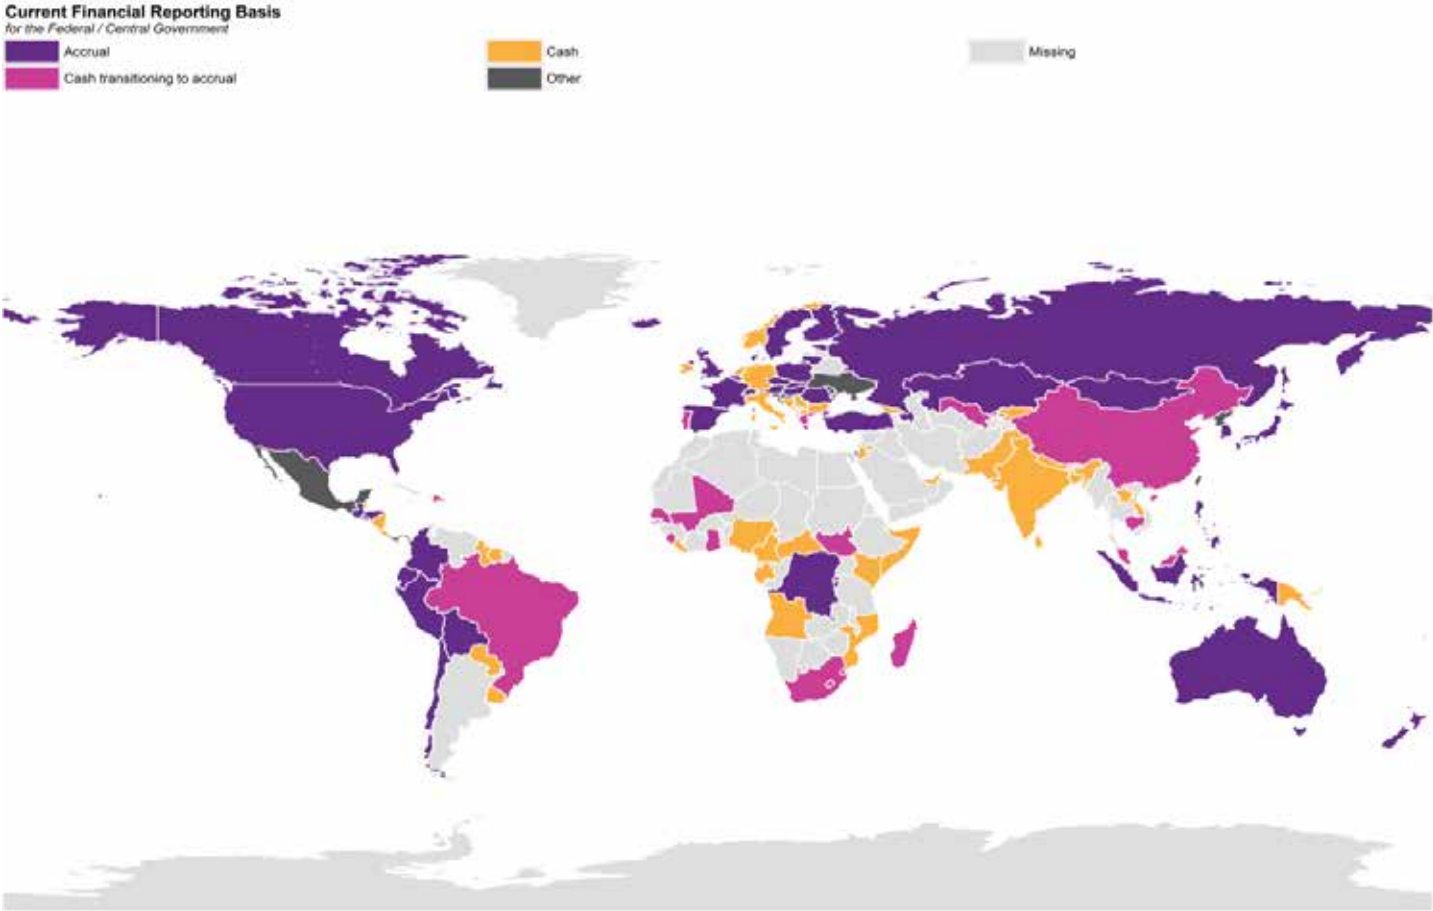 Current Financial Reporting Basis
for the Federal / Central Government
Accrual
Cash
Missing
Cash transitioning to accrual
Other